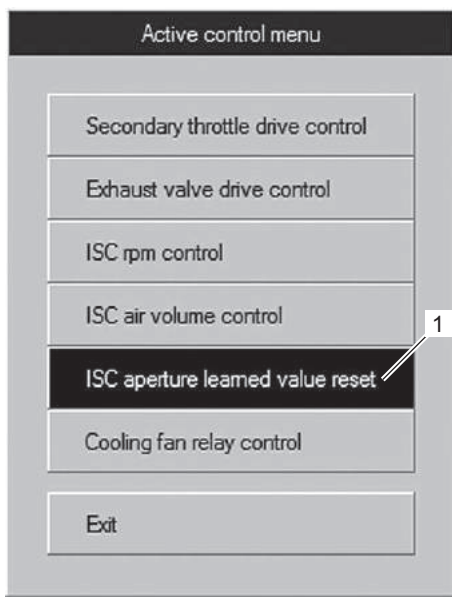 Active control menu
Secondary throttle drive control
Exhaust valve drive control
ISC rpm control
ISC air volume control
1
ISC aperture learned value reset
Cooling fan relay control
Exit